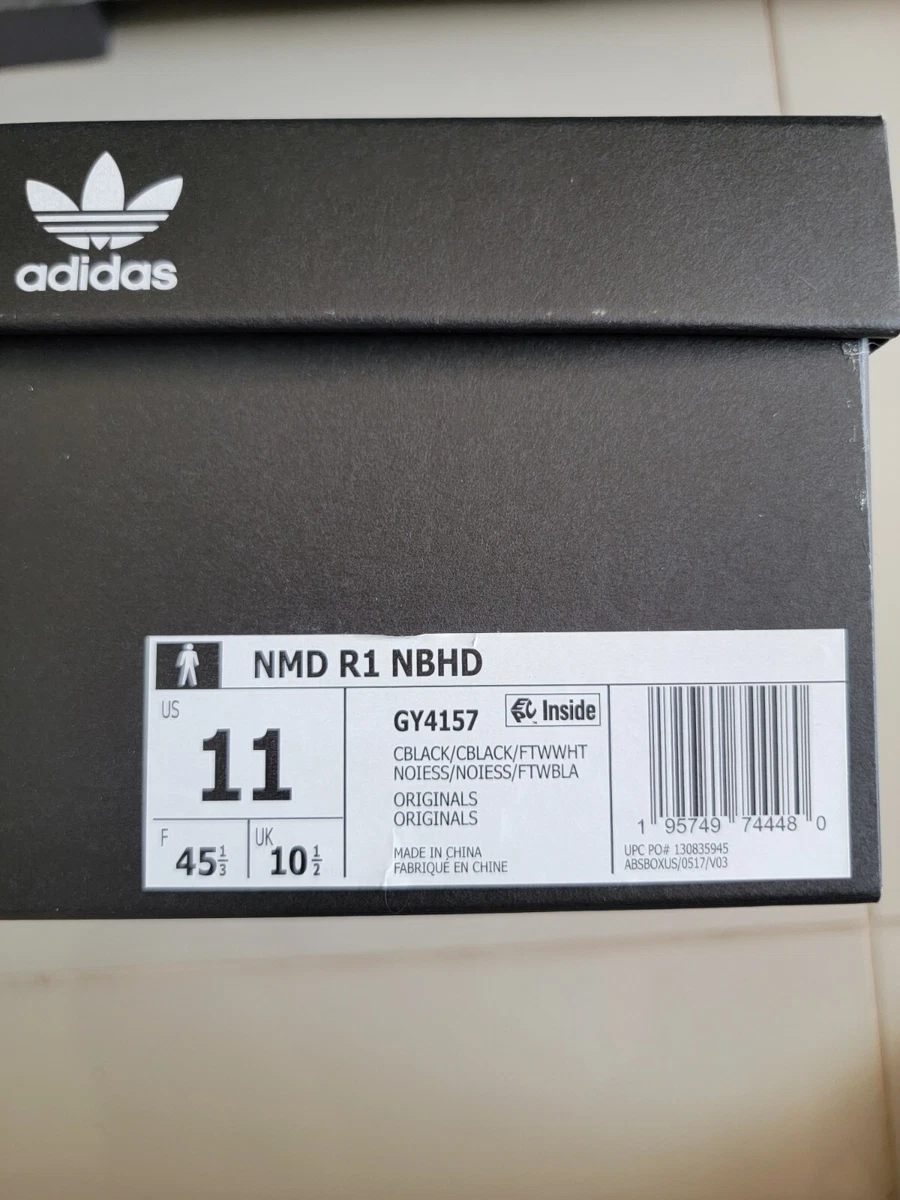 adidas
NMD R1 NBHD
US
11
F
45 1/3
UK
10 1/2
GY4157
EPC™ Inside
CBLACK/CBLACK/FTWWHT
NOIESS/NOIESS/FTWBLA
ORIGINALS
ORIGINALS
MADE IN CHINA
FABRIQUÉ EN CHINE
1 95749 74448 0
UPC PO# 130835945
ABSBOXUS/0517/V03